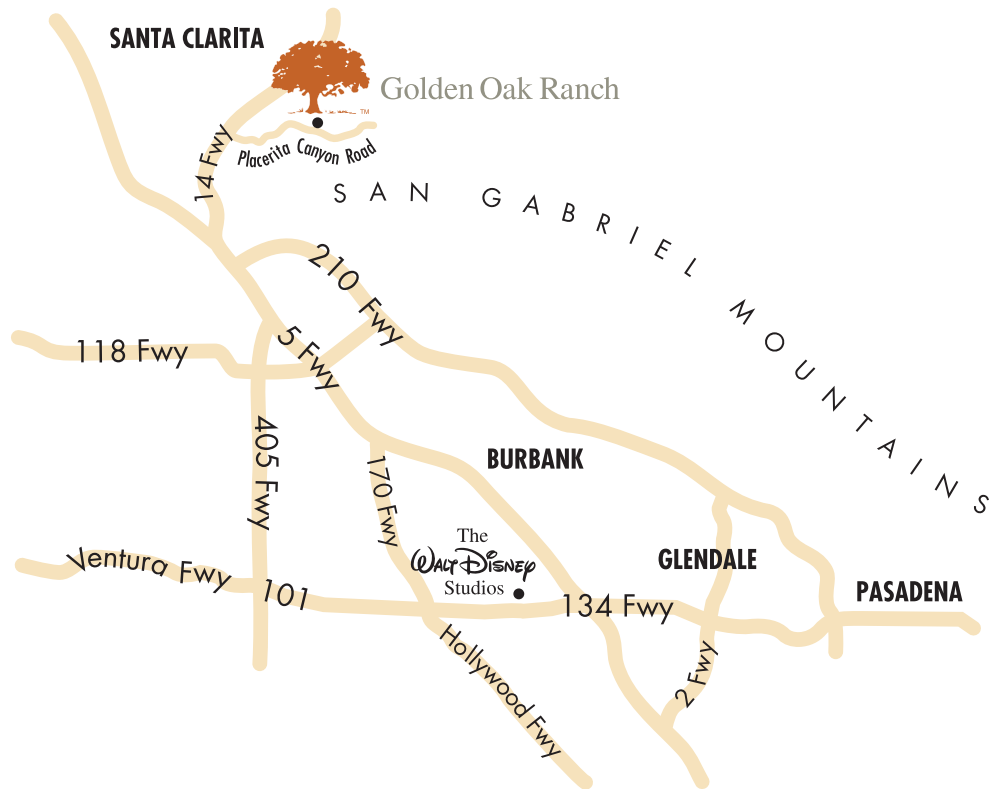 SANTA CLARITA
Golden Oak Ranch
TM
14 Fwy
Placerita Canyon Road
SAN GABRIEL MOUNTAINS
210 Fwy
118 Fwy
5 Fwy
405 Fwy
170 Fwy
BURBANK
The
WALT DISNEY
Studios
GLENDALE
PASADENA
Ventura Fwy
101
134 Fwy
Hollywood Fwy
2 Fwy